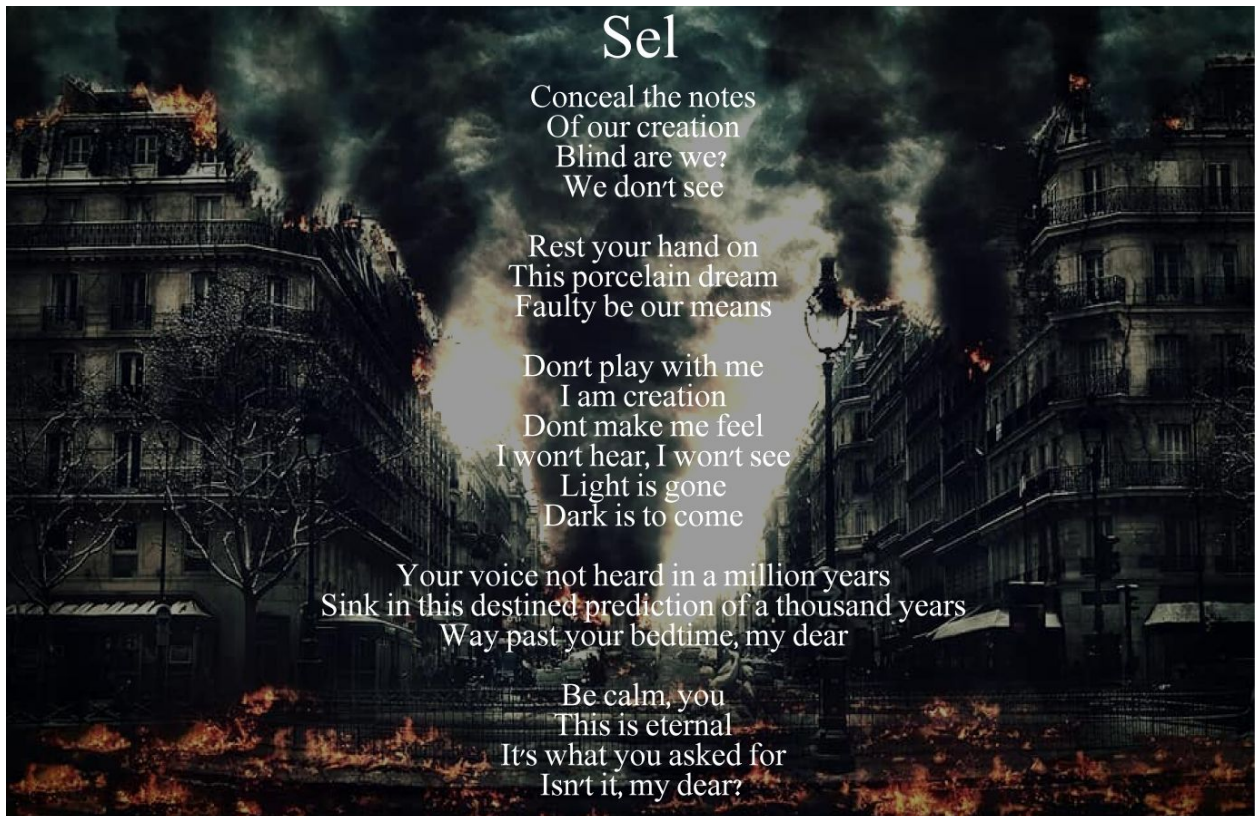 Sel
Conceal the notes
Of our creation
Blind are we?
We don't see
Rest your hand on
This porcelain dream
Faulty be our means
Don't play with me
I am creation
Dont make me feel
I won't hear, I won't see
Light is gone
Dark is to come
Your voice not heard in a million years
Sink in this destined prediction of a thousand years
Way past your bedtime, my dear
Be calm, you
This is eternal
It's what you asked for
Isn't it, my dear?